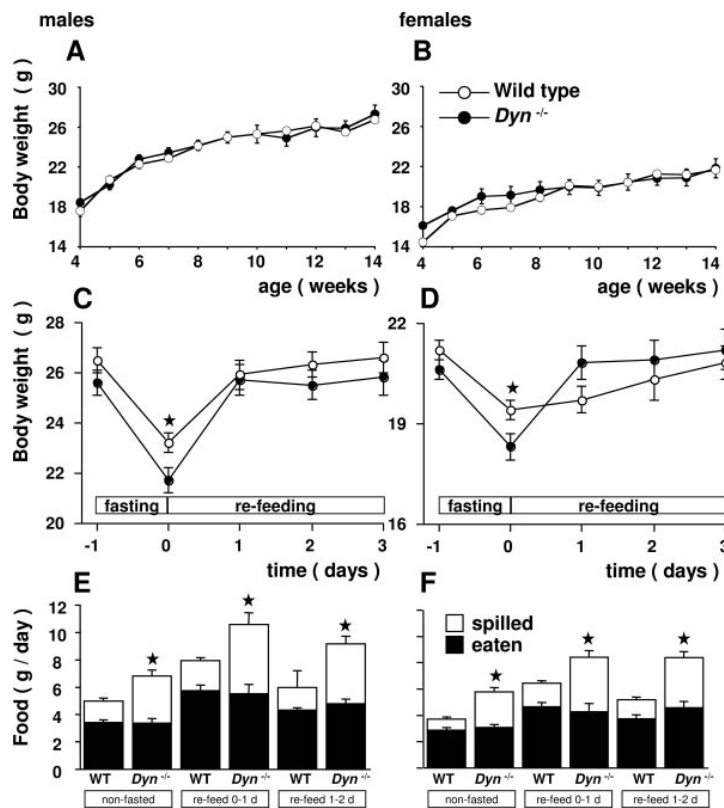 males females
A B
Body weight (g)
30
26
22
18
14
4 6 8 10 12 14
age ( weeks )
30
26
22
18
14
4 6 8 10 12 14
age ( weeks )
Wild type
Dyn -/-
C D
Body weight (g)
28
26
24
22
20
fasting re-feeding
-1 0 1 2 3
time ( days )
21
19
16
fasting re-feeding
-1 0 1 2 3
time ( days )
E F
Food ( g / day )
12
10
8
6
4
2
0
WT Dyn -/- WT Dyn -/- WT Dyn -/-
non-fasted re-feed 0-1 d re-feed 1-2 d
spilled
eaten
WT Dyn -/- WT Dyn -/- WT Dyn -/-
non-fasted re-feed 0-1 d re-feed 1-2 d